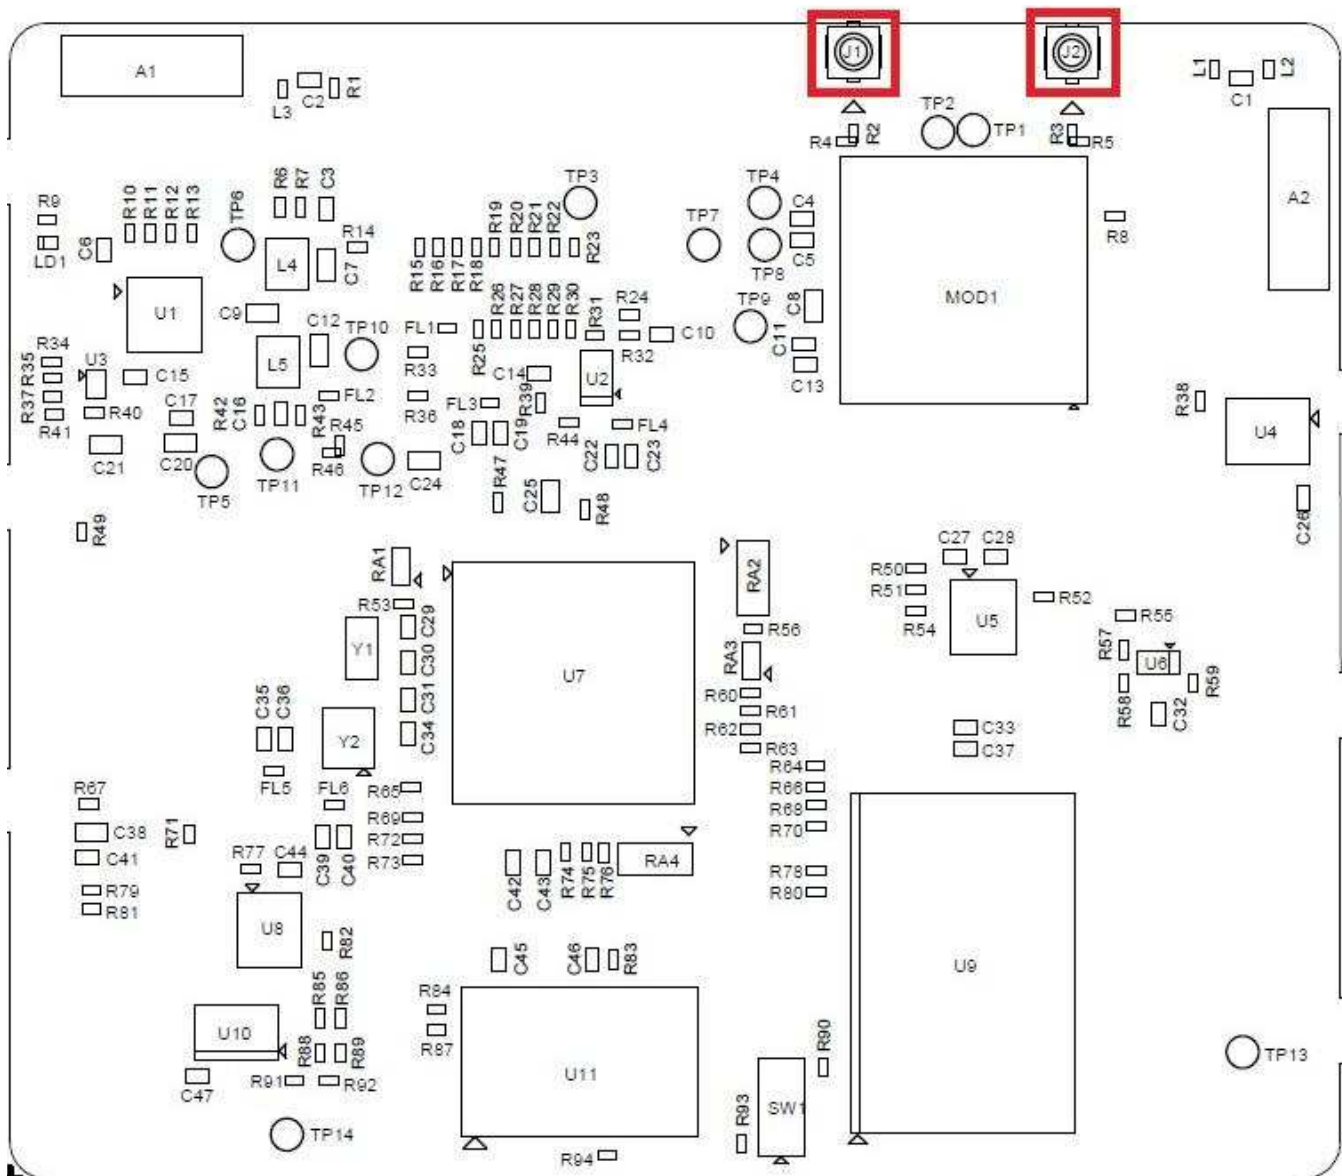 J1
J2
A1
L3
C2
R1
L1
C1
L2
TP2
TP1
R4
R2
R3
R5
A2
R9
LD1
C6
R10
R11
R12
R13
TP6
R6
R7
C3
R14
L4
C7
TP3
R15
R16
R17
R18
R19
R20
R21
R22
R23
TP7
TP4
C4
C5
TP8
R8
MOD1
U1
C9
C12
TP10
L5
FL1
R33
R25
R26
R27
R28
R29
R30
R31
R24
R32
C10
TP9
C8
C11
C13
R34
R35
R37
R41
U3
C15
R40
C17
C21
C20
R42
C16
R43
FL2
R36
FL3
C14
R39
U2
R38
U4
R45
R46
C18
C19
R44
FL4
C22
C23
TP5
TP11
TP12
C24
R47
C25
R48
C26
R49
RA1
RA2
C27
C28
R50
R51
R54
U5
R52
R53
C29
Y1
C30
C31
C34
U7
R56
RA3
R60
R61
R62
R63
R55
R57
U6
R58
R59
C32
C35
C36
Y2
C33
C37
FL5
FL6
R65
R64
R66
R68
R70
R67
C38
C41
R71
R69
R72
R73
C39
C40
R77
C44
C42
C43
R74
R75
R76
RA4
R78
R80
R79
R81
U8
R82
C45
C46
R83
U9
R85
R86
R84
R87
U10
R88
R89
R91
R92
C47
U11
R90
SW1
R93
TP13
TP14
R94